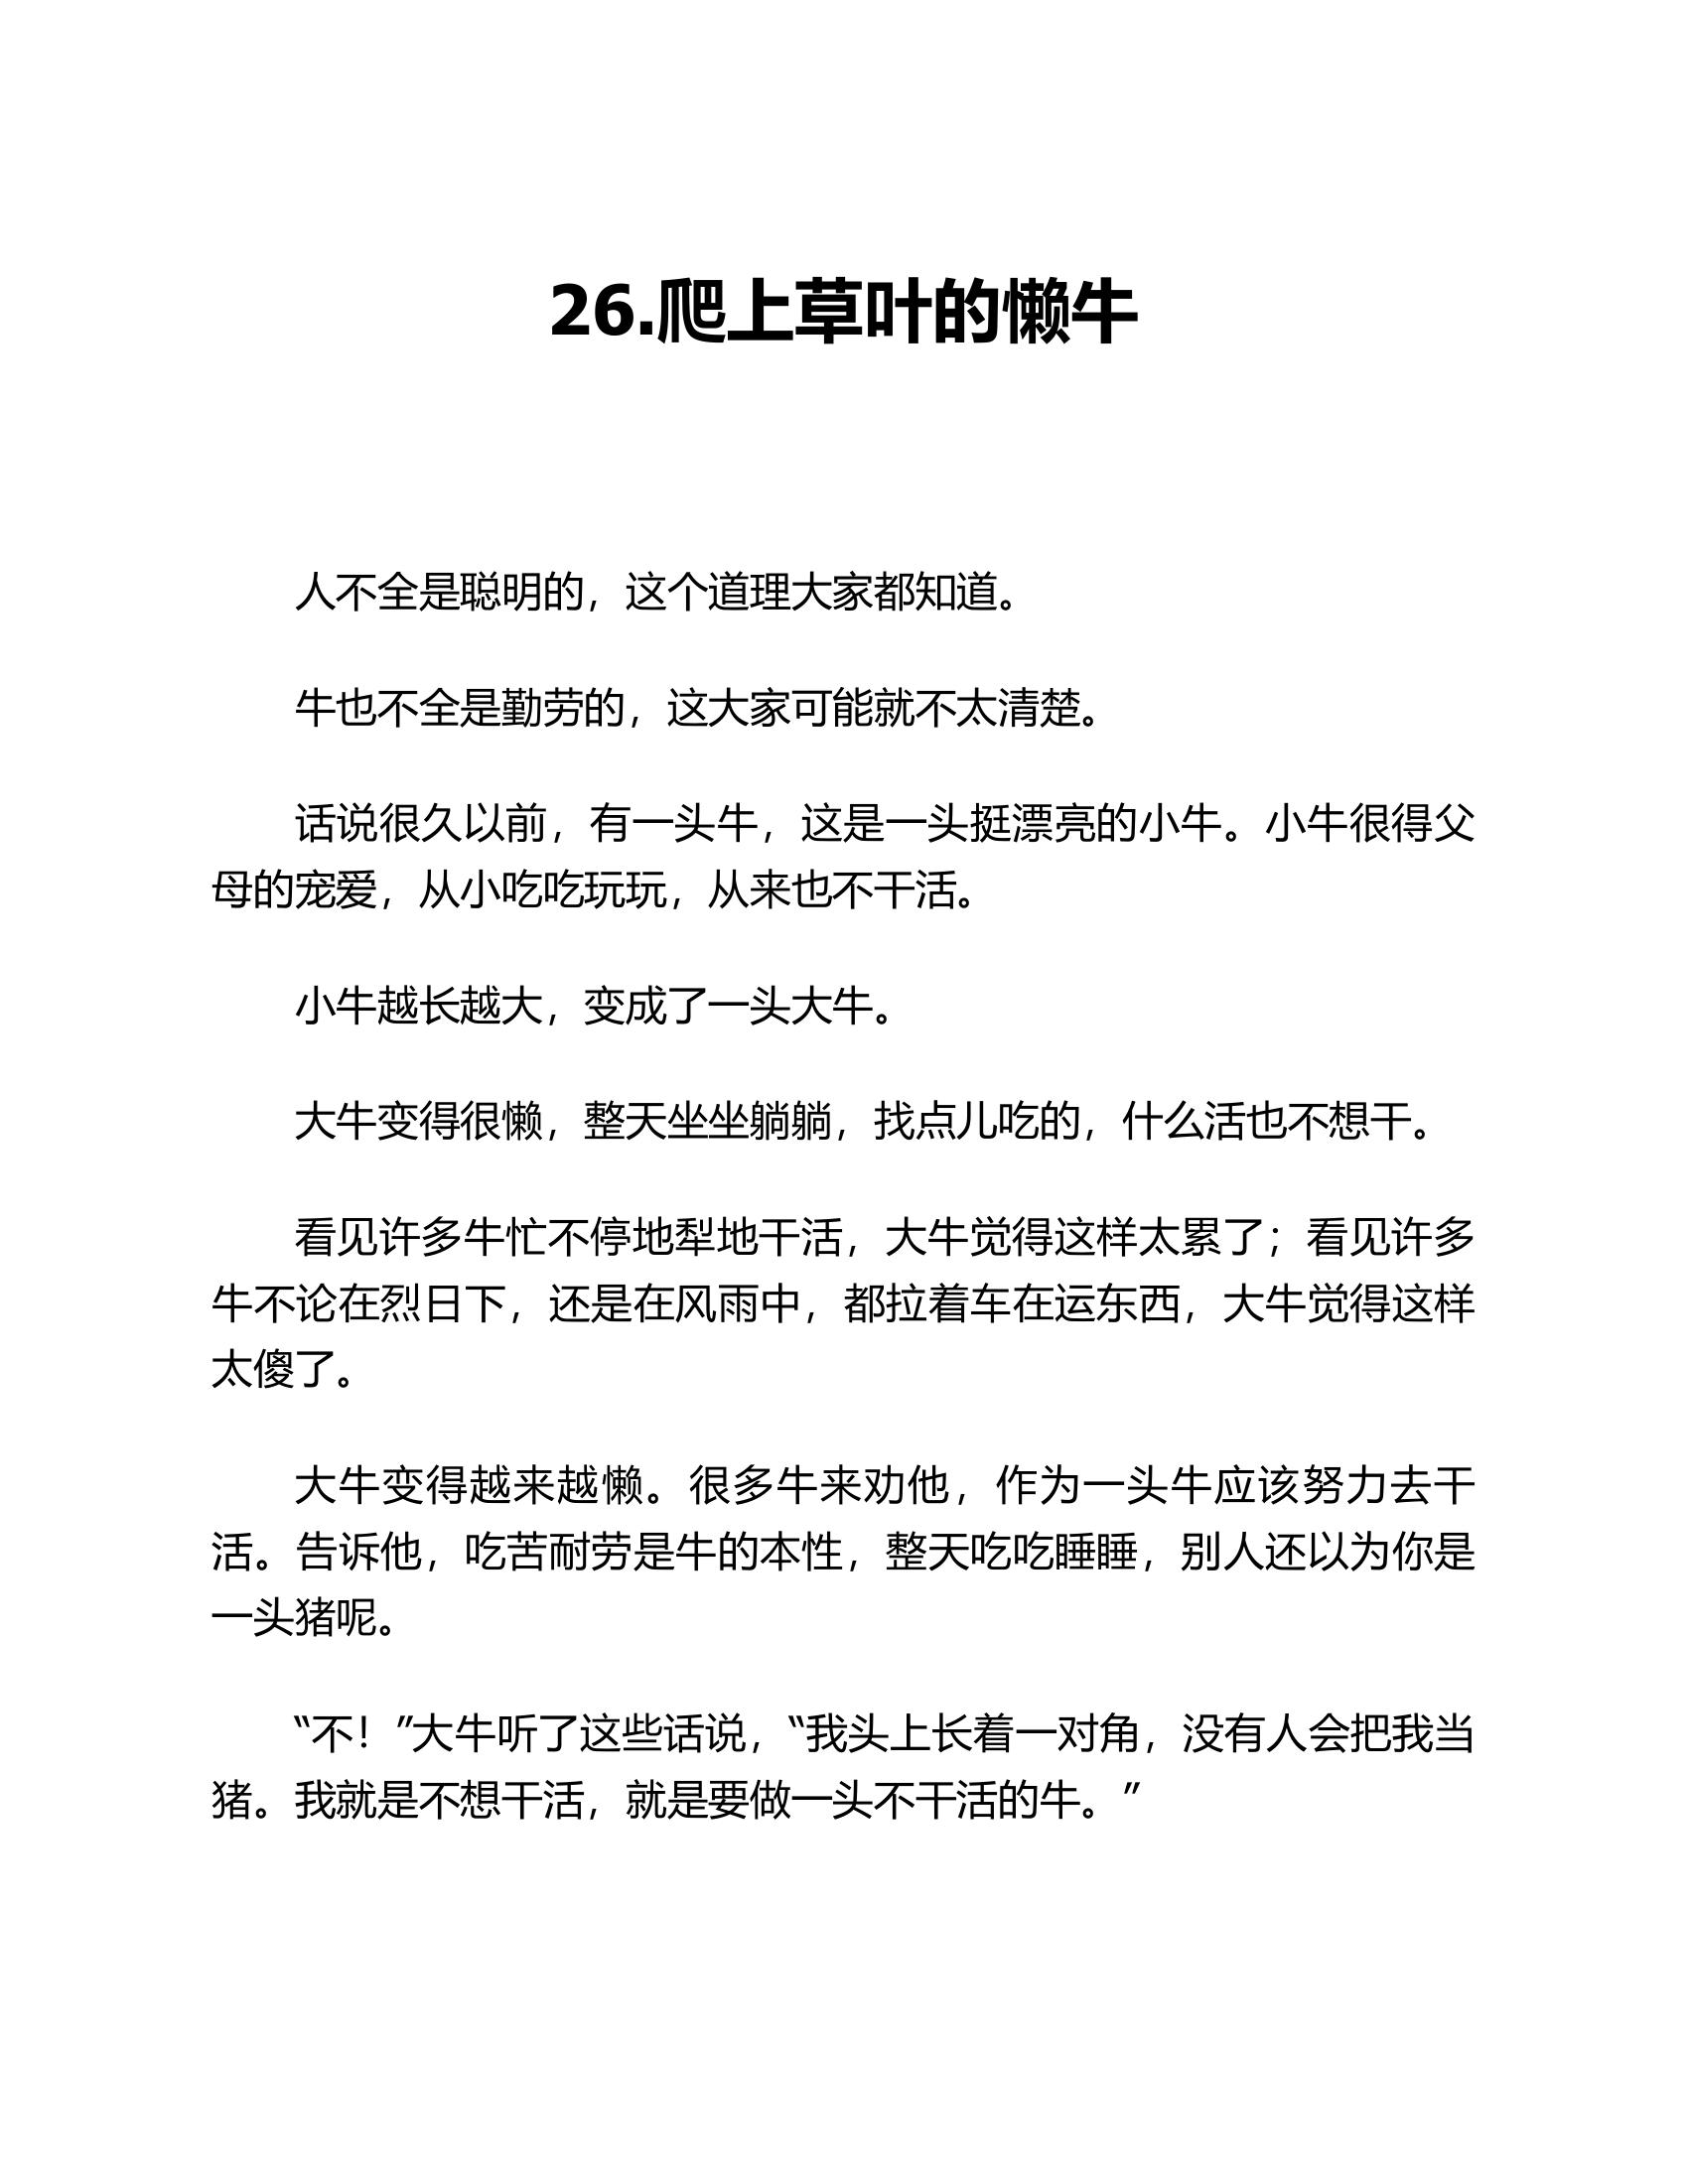 26.爬上草叶的懒牛
人不全是聪明的，这个道理大家都知道。
牛也不全是勤劳的，这大家可能就不太清楚。
话说很久以前，有一头牛，这是一头挺漂亮的小牛。小牛很得父
母的宠爱，从小吃吃玩玩，从来也不干活。
小牛越长越大，变成了一头大牛。
大牛变得很懒，整天坐坐躺躺，找点儿吃的，什么活也不想干。
看见许多牛忙不停地犁地干活，大牛觉得这样太累了；看见许多
牛不论在烈日下，还是在风雨中，都拉着车在运东西，大牛觉得这样
太傻了。
大牛变得越来越懒。很多牛来劝他，作为一头牛应该努力去干
活。告诉他，吃苦耐劳是牛的本性，整天吃吃睡睡，别人还以为你是
一头猪呢。
“不！”大牛听了这些话说，“我头上长着一对角，没有人会把我当
猪。我就是不想干活，就是要做一头不干活的牛。”